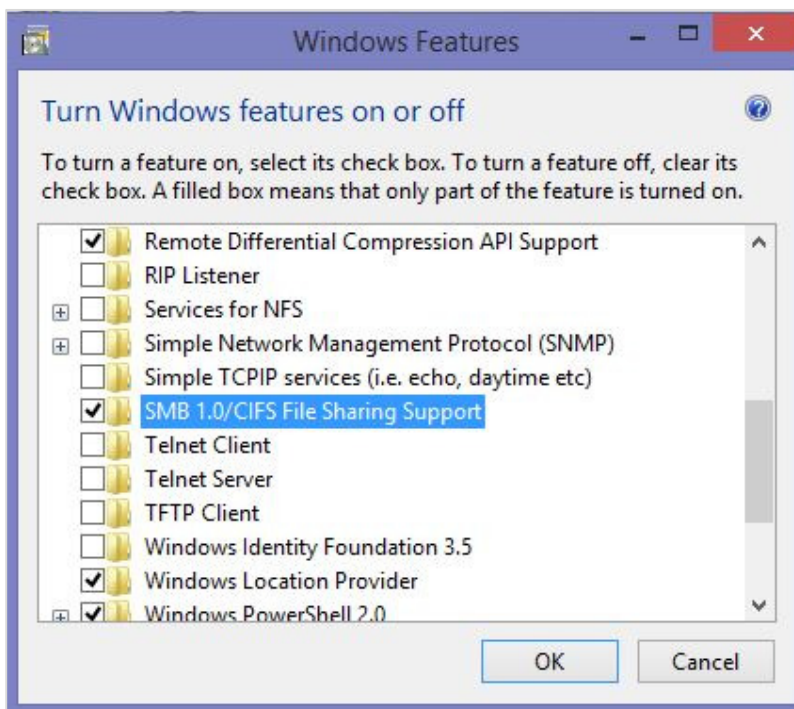 Windows Features
Turn Windows features on or off
To turn a feature on, select its check box. To turn a feature off, clear its
check box. A filled box means that only part of the feature is turned on.
Remote Differential Compression API Support
RIP Listener
Services for NFS
Simple Network Management Protocol (SNMP)
Simple TCPIP services (i.e. echo, daytime etc)
SMB 1.0/CIFS File Sharing Support
Telnet Client
Telnet Server
TFTP Client
Windows Identity Foundation 3.5
Windows Location Provider
Windows PowerShell 2.0
OK
Cancel